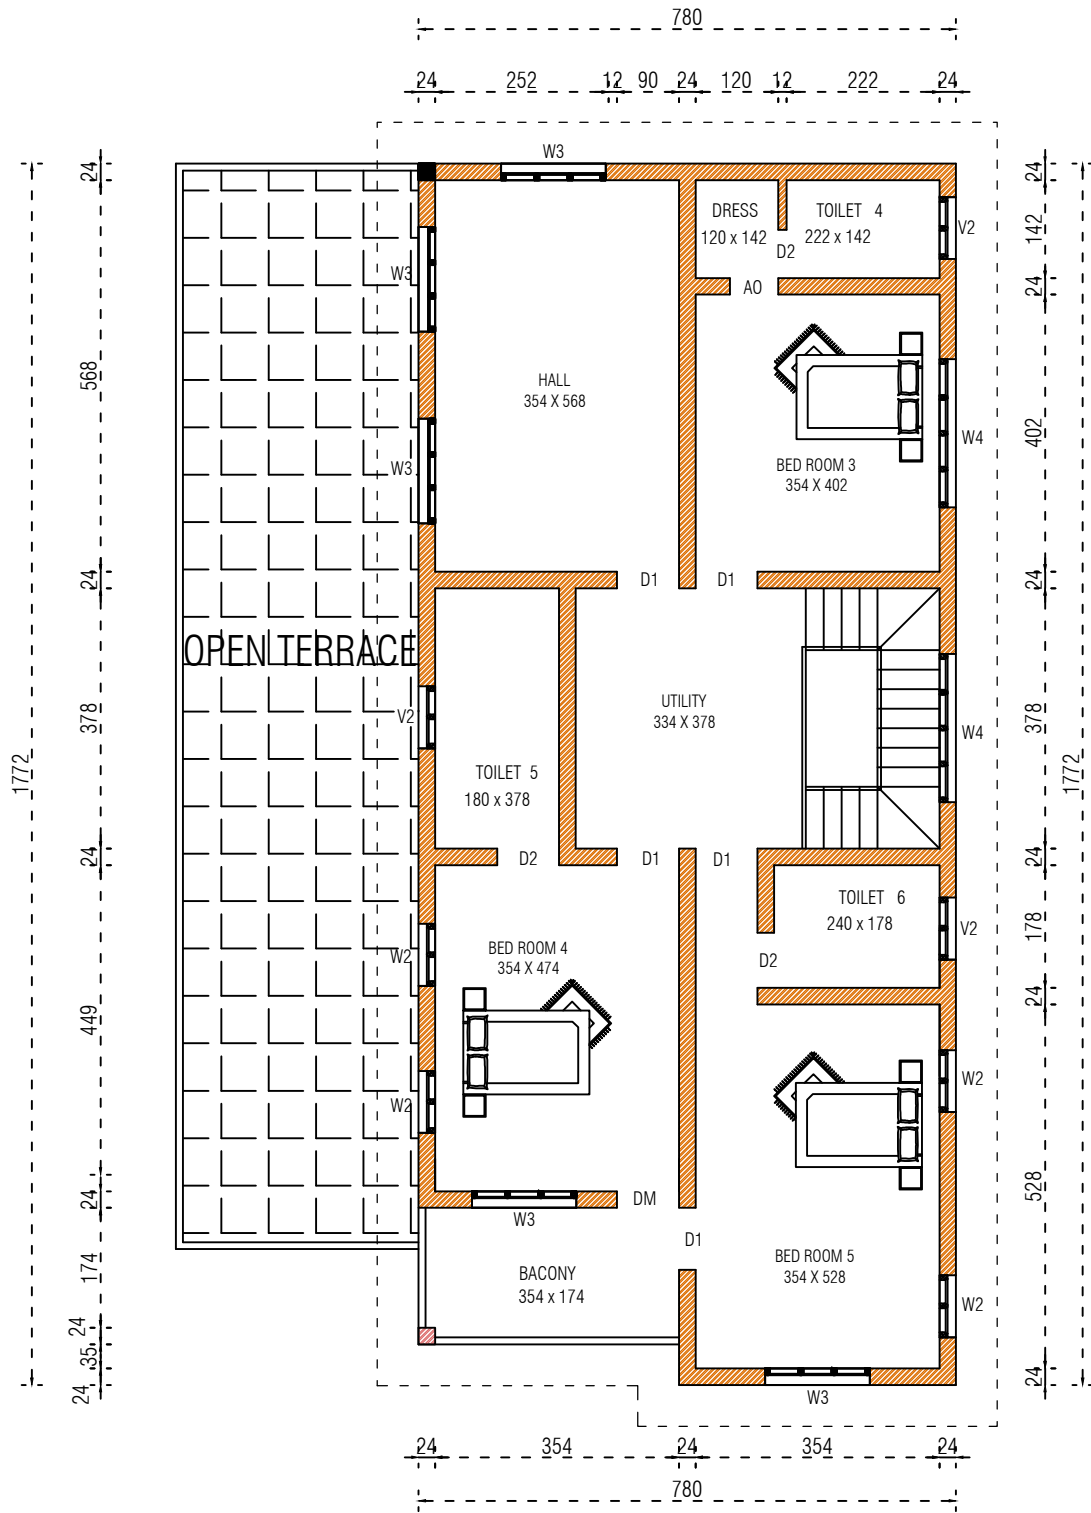 780
24 252 12 90 24 120 12 222 24
W3
24
24
DRESS
120 x 142
TOILET 4
222 x 142
V2
142
D2
W3
24
AO
568
HALL
354 X 568
402
W4
W3
BED ROOM 3
354 X 402
24
D1
D1
24
OPEN TERRACE
UTILITY
334 X 378
V2
378
378
W4
1772
1772
TOILET 5
180 x 378
24
D2
D1
D1
24
TOILET 6
240 x 178
178
V2
W2
BED ROOM 4
354 X 474
D2
24
449
W2
W2
528
24
DM
W3
D1
174
BACONY
354 x 174
BED ROOM 5
354 X 528
W2
24
35
24
24
W3
24 354 24 354 24
780